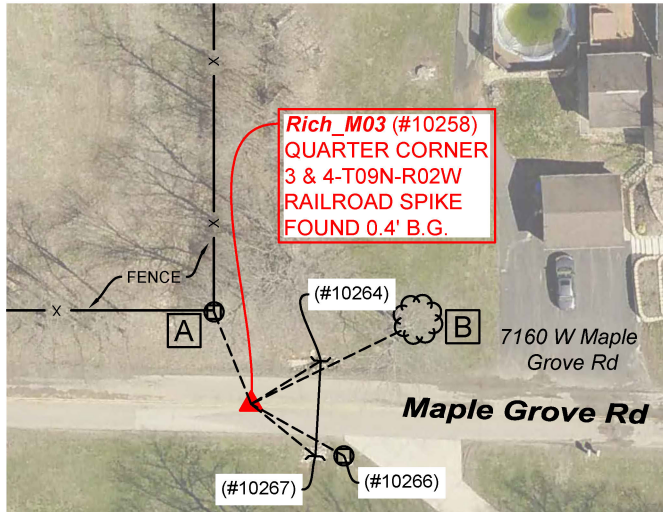 Rich_M03 (#10258)
QUARTER CORNER
3 & 4-T09N-R02W
RAILROAD SPIKE
FOUND 0.4' B.G.
X
X
FENCE
X
(#10264)
A
B
7160 W Maple
Grove Rd
Maple Grove Rd
(#10267)
(#10266)